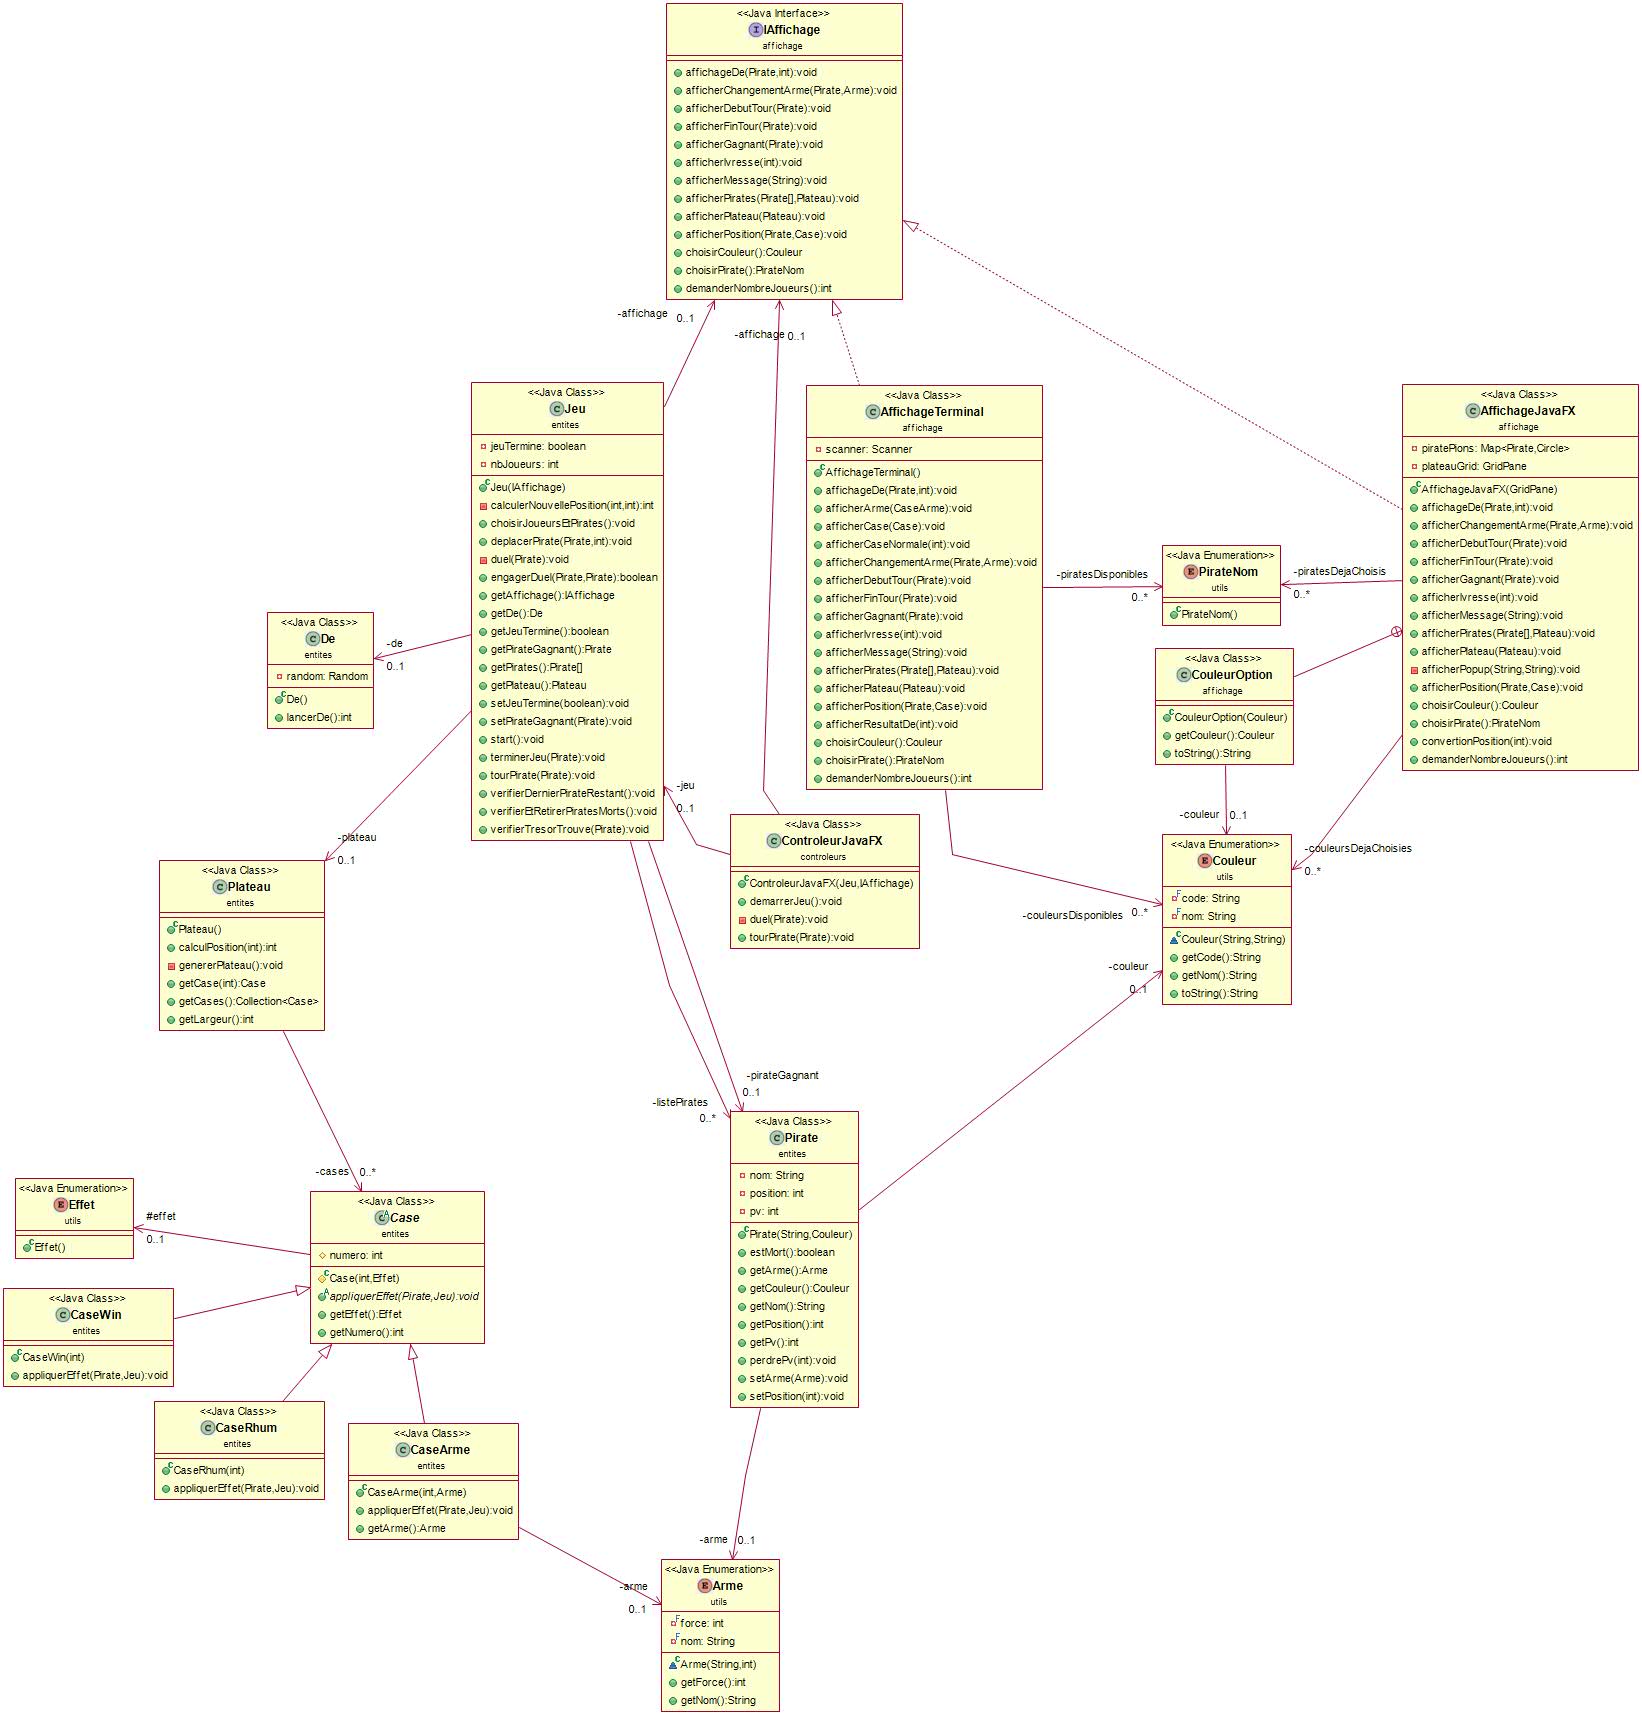 <<Java Interface>>
IAffichage
affichage
affichageDe(Pirate,int):void
afficherChangementArme(Pirate,Arme):void
afficherDebutTour(Pirate):void
afficherFinTour(Pirate):void
afficherGagnant(Pirate):void
afficherIvresse(int):void
afficherMessage(String):void
afficherPirates(Pirate[],Plateau):void
afficherPlateau(Plateau):void
afficherPosition(Pirate,Case):void
choisirCouleur():Couleur
choisirPirate():PirateNom
demanderNombreJoueurs():int
-affichage
0..1
-affichage
0..1
<<Java Class>>
Jeu
entites
jeuTermine: boolean
nbJoueurs: int
Jeu(IAffichage)
calculerNouvellePosition(int,int):int
choisirJoueursEtPirates():void
deplacerPirate(Pirate,int):void
duel(Pirate):void
engagerDuel(Pirate,Pirate):boolean
getAffichage():IAffichage
getDe():De
getJeuTermine():boolean
getPirateGagnant():Pirate
getPirates():Pirate[]
getPlateau():Plateau
setJeuTermine(boolean):void
setPirateGagnant(Pirate):void
start():void
terminerJeu(Pirate):void
tourPirate(Pirate):void
verifierDernierPirateRestant():void
verifierEtRetirerPiratesMorts():void
verifierTresorTrouve(Pirate):void
<<Java Class>>
AffichageTerminal
affichage
scanner: Scanner
AffichageTerminal()
affichageDe(Pirate,int):void
afficherArme(CaseArme):void
afficherCase(Case):void
afficherCaseNormale(int):void
afficherChangementArme(Pirate,Arme):void
afficherDebutTour(Pirate):void
afficherFinTour(Pirate):void
afficherGagnant(Pirate):void
afficherIvresse(int):void
afficherMessage(String):void
afficherPirates(Pirate[],Plateau):void
afficherPlateau(Plateau):void
afficherPosition(Pirate,Case):void
afficherResultatDe(int):void
choisirCouleur():Couleur
choisirPirate():PirateNom
demanderNombreJoueurs():int
<<Java Class>>
AffichageJavaFX
affichage
piratePions: Map<Pirate,Circle>
plateauGrid: GridPane
AffichageJavaFX(GridPane)
affichageDe(Pirate,int):void
afficherChangementArme(Pirate,Arme):void
afficherDebutTour(Pirate):void
afficherFinTour(Pirate):void
afficherGagnant(Pirate):void
afficherIvresse(int):void
afficherMessage(String):void
afficherPirates(Pirate[],Plateau):void
afficherPlateau(Plateau):void
afficherPopup(String,String):void
afficherPosition(Pirate,Case):void
choisirCouleur():Couleur
choisirPirate():PirateNom
convertionPosition(int):void
demanderNombreJoueurs():int
-piratesDisponibles
0..*
<<Java Enumeration>>
PirateNom
utils
PirateNom()
-piratesDejaChoisis
0..*
<<Java Class>>
De
entites
random: Random
De()
lancerDe():int
-de
0..1
<<Java Class>>
CouleurOption
affichage
CouleurOption(Couleur)
getCouleur():Couleur
toString():String
-jeu
0..1
-couleur
0..1
-plateau
0..1
<<Java Class>>
ControleurJavaFX
controleurs
ControleurJavaFX(Jeu,IAffichage)
demarrerJeu():void
duel(Pirate):void
tourPirate(Pirate):void
<<Java Enumeration>>
Couleur
utils
code: String
nom: String
Couleur(String,String)
getCode():String
getNom():String
toString():String
-couleursDejaChoisies
0..*
-couleursDisponibles
0..*
-couleur
0..1
<<Java Class>>
Plateau
entites
Plateau()
calculPosition(int):int
genererPlateau():void
getCase(int):Case
getCases():Collection<Case>
getLargeur():int
-pirateGagnant
0..1
-listePirates
0..*
<<Java Class>>
Pirate
entites
nom: String
position: int
pv: int
Pirate(String,Couleur)
estMort():boolean
getArme():Arme
getCouleur():Couleur
getNom():String
getPosition():int
getPv():int
perdrePv(int):void
setArme(Arme):void
setPosition(int):void
-cases
0..*
<<Java Enumeration>>
Effet
utils
Effet()
#effet
0..1
<<Java Class>>
Case
entites
numero: int
Case(int,Effet)
appliquerEffet(Pirate,Jeu):void
getEffet():Effet
getNumero():int
<<Java Class>>
CaseWin
entites
CaseWin(int)
appliquerEffet(Pirate,Jeu):void
<<Java Class>>
CaseRhum
entites
CaseRhum(int)
appliquerEffet(Pirate,Jeu):void
<<Java Class>>
CaseArme
entites
CaseArme(int,Arme)
appliquerEffet(Pirate,Jeu):void
getArme():Arme
-arme
0..1
-arme
0..1
<<Java Enumeration>>
Arme
utils
force: int
nom: String
Arme(String,int)
getForce():int
getNom():String